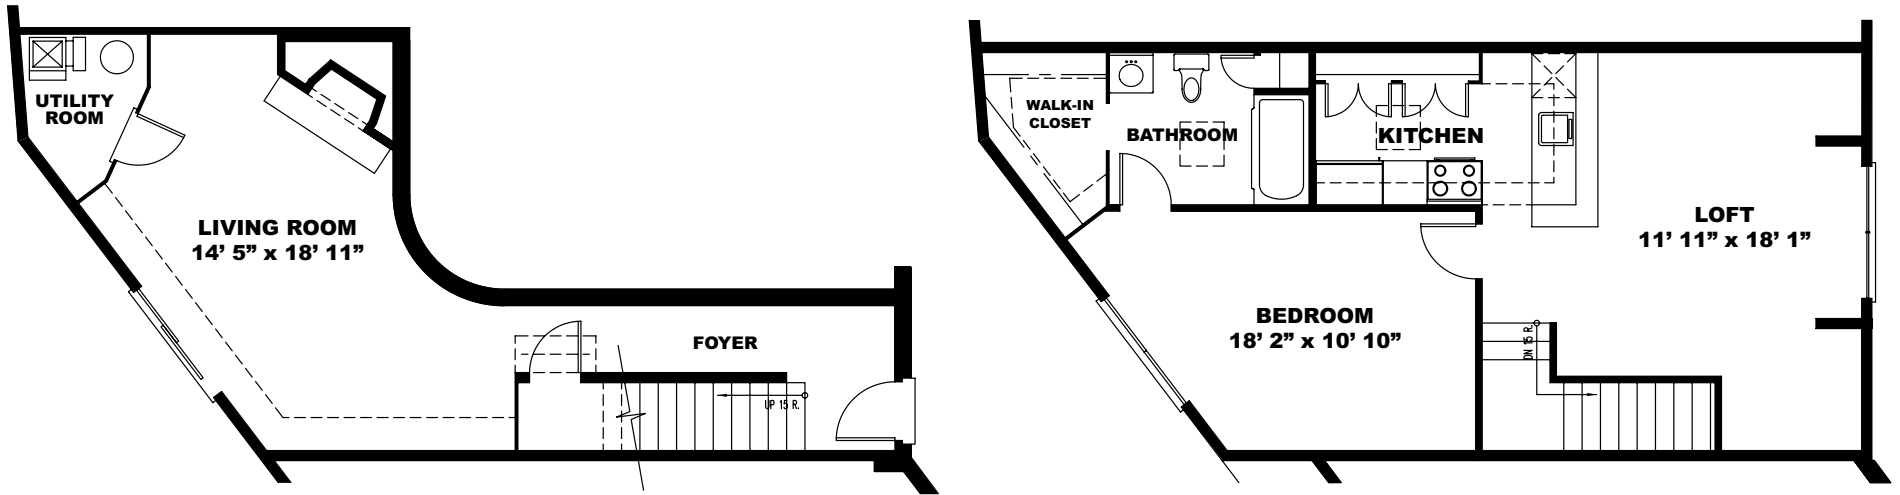 UTILITY
ROOM
LIVING ROOM
14’ 5” x 18’ 11”
FOYER
UP 15 R.
WALK-IN
CLOSET
BATHROOM
KITCHEN
LOFT
11’ 11” x 18’ 1”
BEDROOM
18’ 2” x 10’ 10”
DN 15 R.